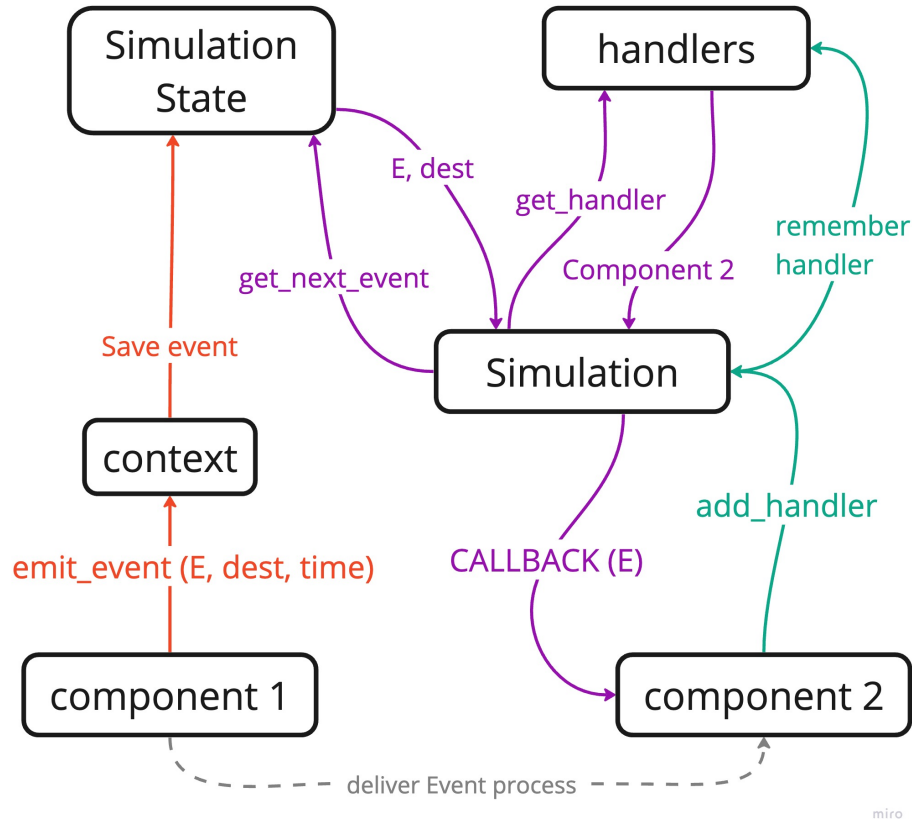 Simulation
State
handlers
E, dest
get_handler
remember
handler
get_next_event
Component 2
Save event
Simulation
context
add_handler
emit_event (E, dest, time)
CALLBACK (E)
component 1
component 2
deliver Event process
miro